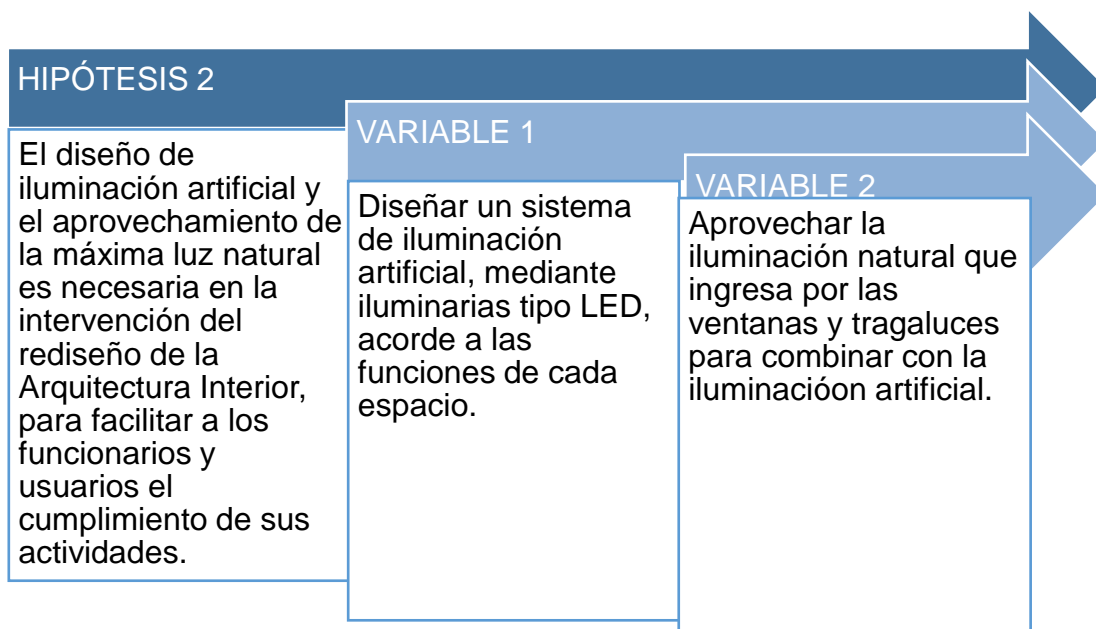 HIPÓTESIS 2
El diseño de
iluminación artificial y
el aprovechamiento de
la máxima luz natural
es necesaria en la
intervención del
rediseño de la
Arquitectura Interior,
para facilitar a los
funcionarios y
usuarios el
cumplimiento de sus
actividades.
VARIABLE 1
Diseñar un sistema
de iluminación
artificial, mediante
iluminarias tipo LED,
acorde a las
funciones de cada
espacio.
VARIABLE 2
Aprovechar la
iluminación natural que
ingresa por las
ventanas y tragaluces
para combinar con la
iluminacióon artificial.